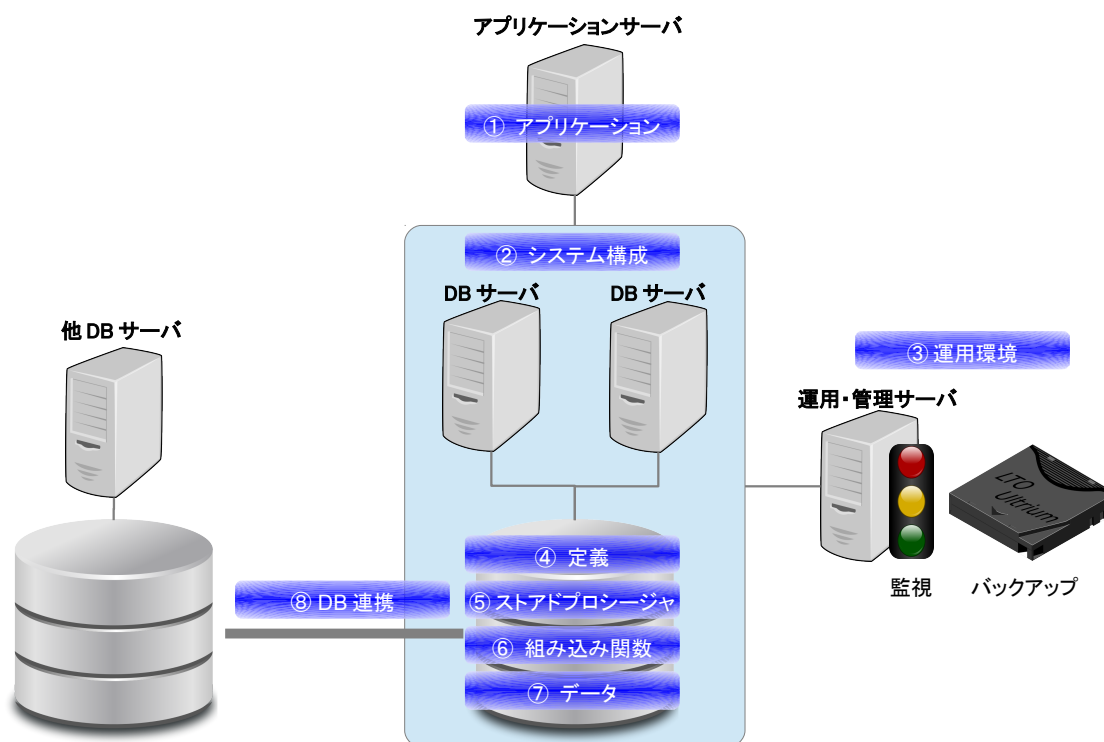 アプリケーションサーバ
① アプリケーション
② システム構成
DB サーバ
DB サーバ
他 DB サーバ
③ 運用環境
運用・管理サーバ
LTO
Ultrium
監視
バックアップ
④ 定義
⑧ DB 連携
⑤ ストアドプロシージャ
⑥ 組み込み関数
⑦ データ